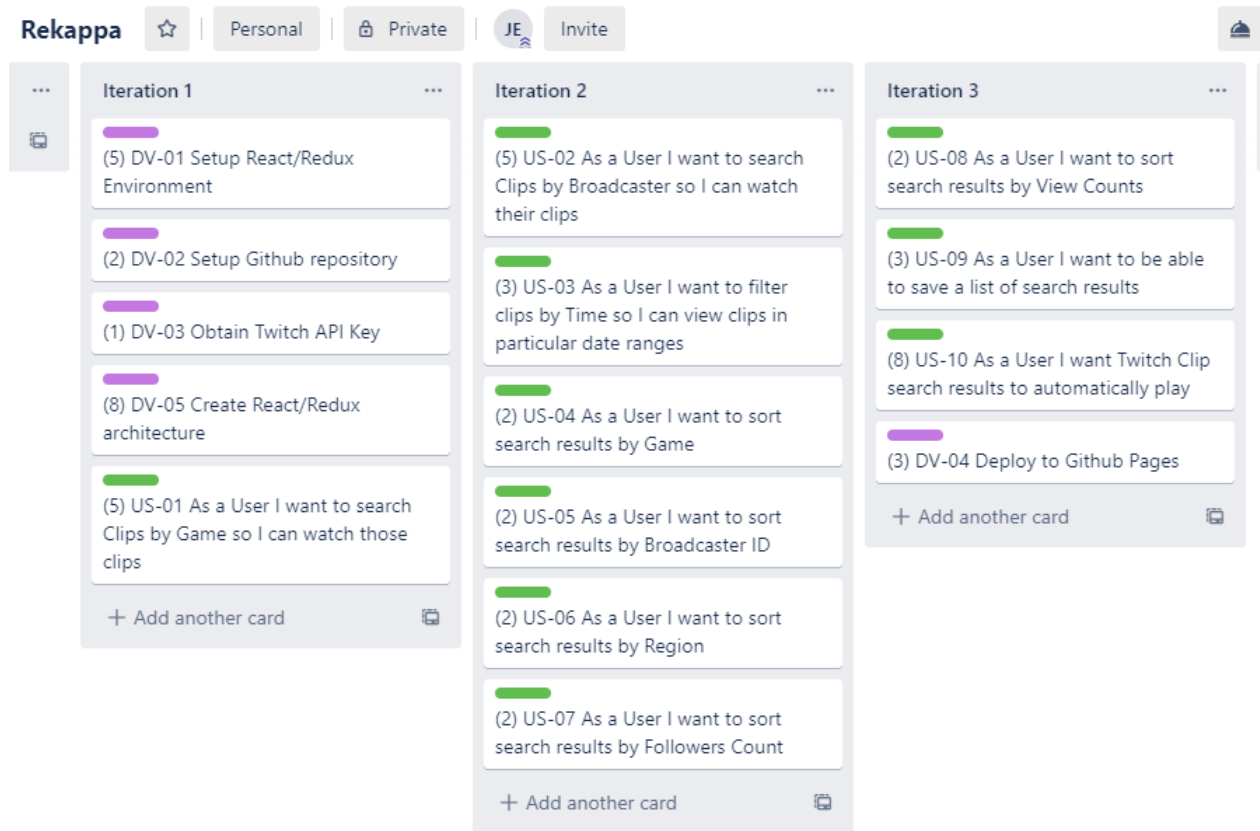 Rekappa
Personal
Private
JE
Invite
Iteration 1
(5) DV-01 Setup React/Redux
Environment
(2) DV-02 Setup Github repository
(1) DV-03 Obtain Twitch API Key
(8) DV-05 Create React/Redux
architecture
(5) US-01 As a User I want to search
Clips by Game so I can watch those
clips
+ Add another card
Iteration 2
(5) US-02 As a User I want to search
Clips by Broadcaster so I can watch
their clips
(3) US-03 As a User I want to filter
clips by Time so I can view clips in
particular date ranges
(2) US-04 As a User I want to sort
search results by Game
(2) US-05 As a User I want to sort
search results by Broadcaster ID
(2) US-06 As a User I want to sort
search results by Region
(2) US-07 As a User I want to sort
search results by Followers Count
+ Add another card
Iteration 3
(2) US-08 As a User I want to sort
search results by View Counts
(3) US-09 As a User I want to be able
to save a list of search results
(8) US-10 As a User I want Twitch Clip
search results to automatically play
(3) DV-04 Deploy to Github Pages
+ Add another card